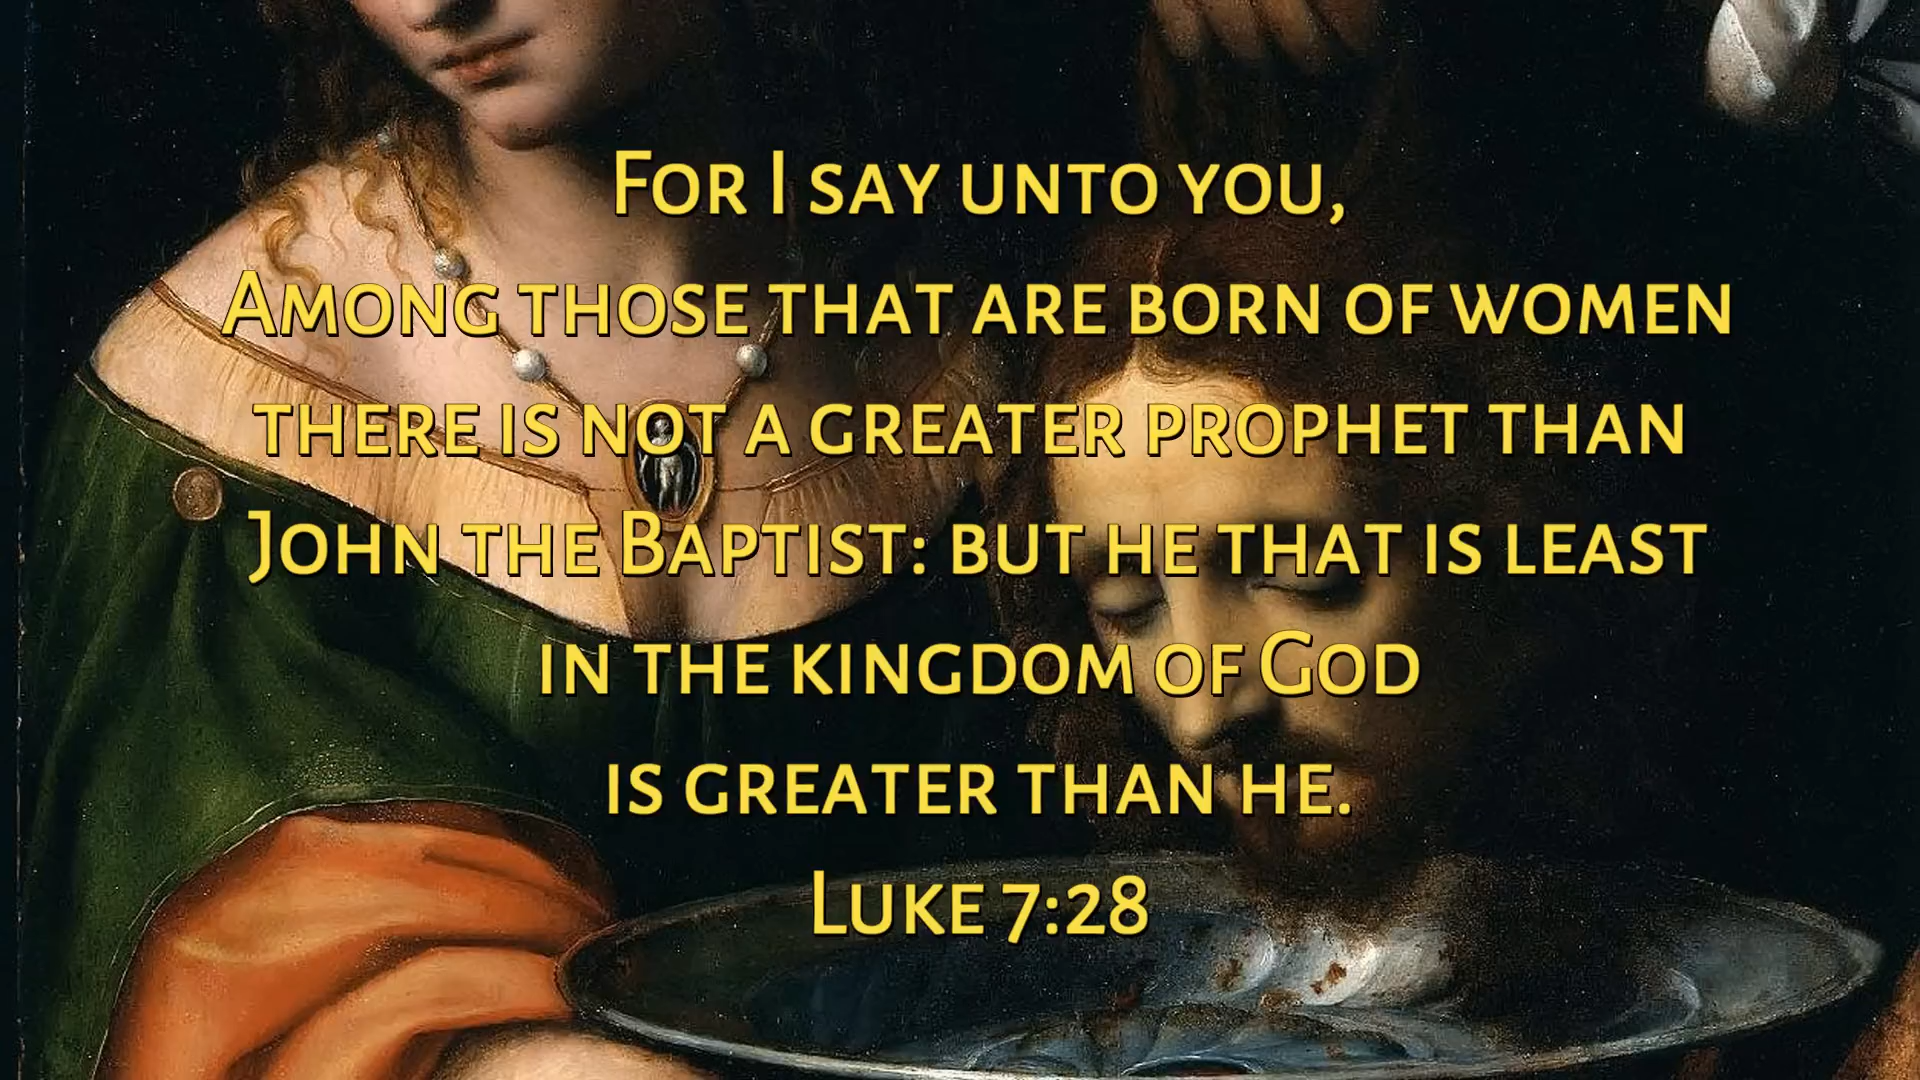 For I say unto you,
Among those that are born of women
there is not a greater prophet than
John the Baptist: but he that is least
in the kingdom of God
is greater than he.
Luke 7:28